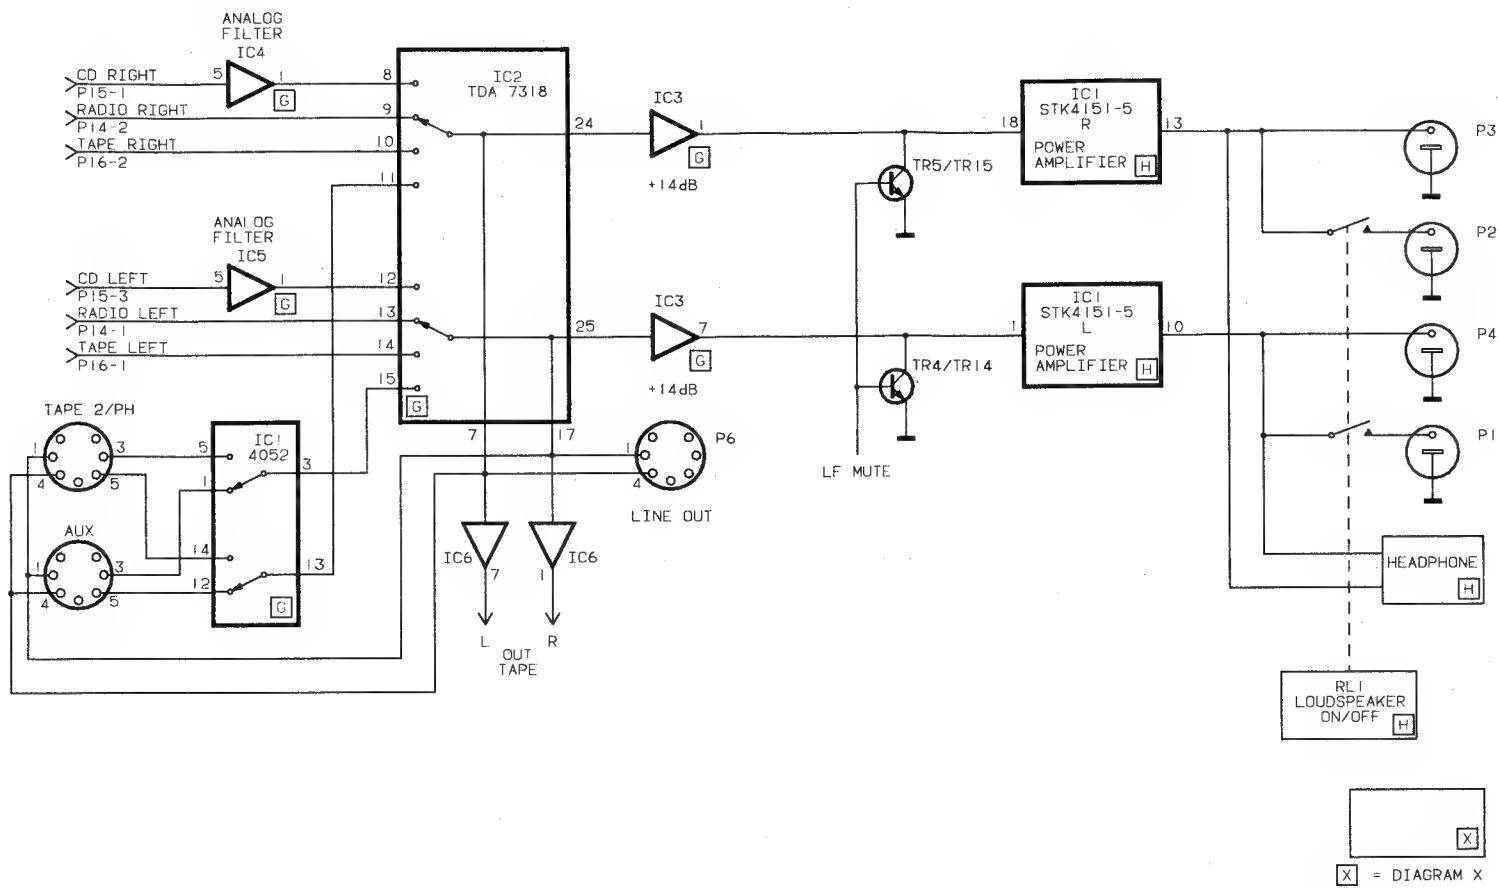 ANALOG
FILTER
IC4
CD RIGHT
P15-1
5
1
G
8
IC2
TDA 7318
RADIO RIGHT
P14-2
9
TAPE RIGHT
P16-2
10
11
24
IC3
1
G
+14dB
TR5/TR15
18
IC1
STK4151-5
R
POWER
AMPLIFIER
H
13
P3
P2
ANALOG
FILTER
IC5
CD LEFT
P15-3
5
1
G
12
RADIO LEFT
P14-1
13
TAPE LEFT
P16-1
14
15
G
25
IC3
7
G
+14dB
TR4/TR14
1
IC1
STK4151-5
L
POWER
AMPLIFIER
H
10
P4
P1
7
17
LF MUTE
TAPE 2/PH
1
3
4
5
5
IC1
4052
3
1
14
13
12
G
AUX
1
3
4
5
1
4
P6
LINE OUT
IC6
7
IC6
1
L
R
OUT
TAPE
HEADPHONE
H
RL1
LOUDSPEAKER
ON/OFF
H
X
X = DIAGRAM X